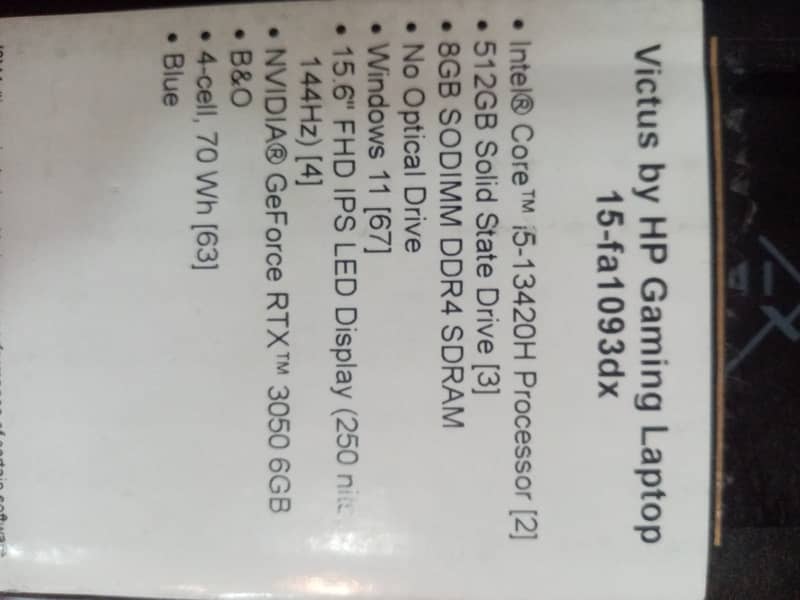 Victus by HP Gaming Laptop
15-fa1093dx
• Intel® Core™ i5-13420H Processor [2]
• 512GB Solid State Drive [3]
• 8GB SODIMM DDR4 SDRAM
• No Optical Drive
• Windows 11 [67]
• 15.6" FHD IPS LED Display (250 nits,
144Hz) [4]
• NVIDIA® GeForce RTX™ 3050 6GB
• B&O
• 4-cell, 70 Wh [63]
• Blue